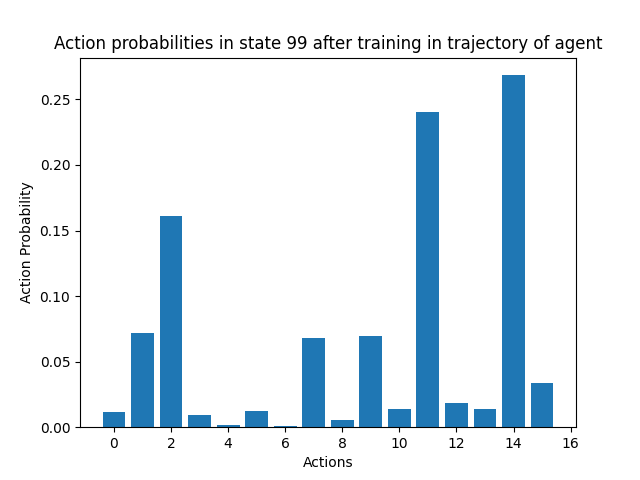 Action probabilities in state 99 after training in trajectory of agent
0.25
0.20
0.15
0.10
0.05
0.00
Action Probability
0 2 4 6 8 10 12 14 16
Actions